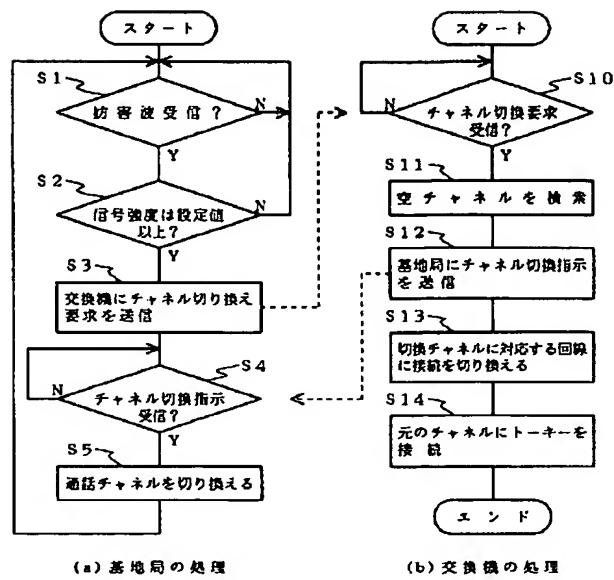 スタート
S1
妨害波受信?
N
Y
S2
信号強度は設定値
以上?
N
Y
S3
交換機にチャネル切り換え
要求を送信
S4
チャネル切換指示
受信?
N
Y
S5
通話チャネルを切り換える
(a) 基地局の処理
スタート
S10
チャネル切換要求
受信?
N
Y
S11
空チャネルを検索
S12
基地局にチャネル切換指示
を送信
S13
切換チャネルに対応する回線
に接続を切り換える
S14
元のチャネルにトーキーを
接続
エンド
(b) 交換機の処理